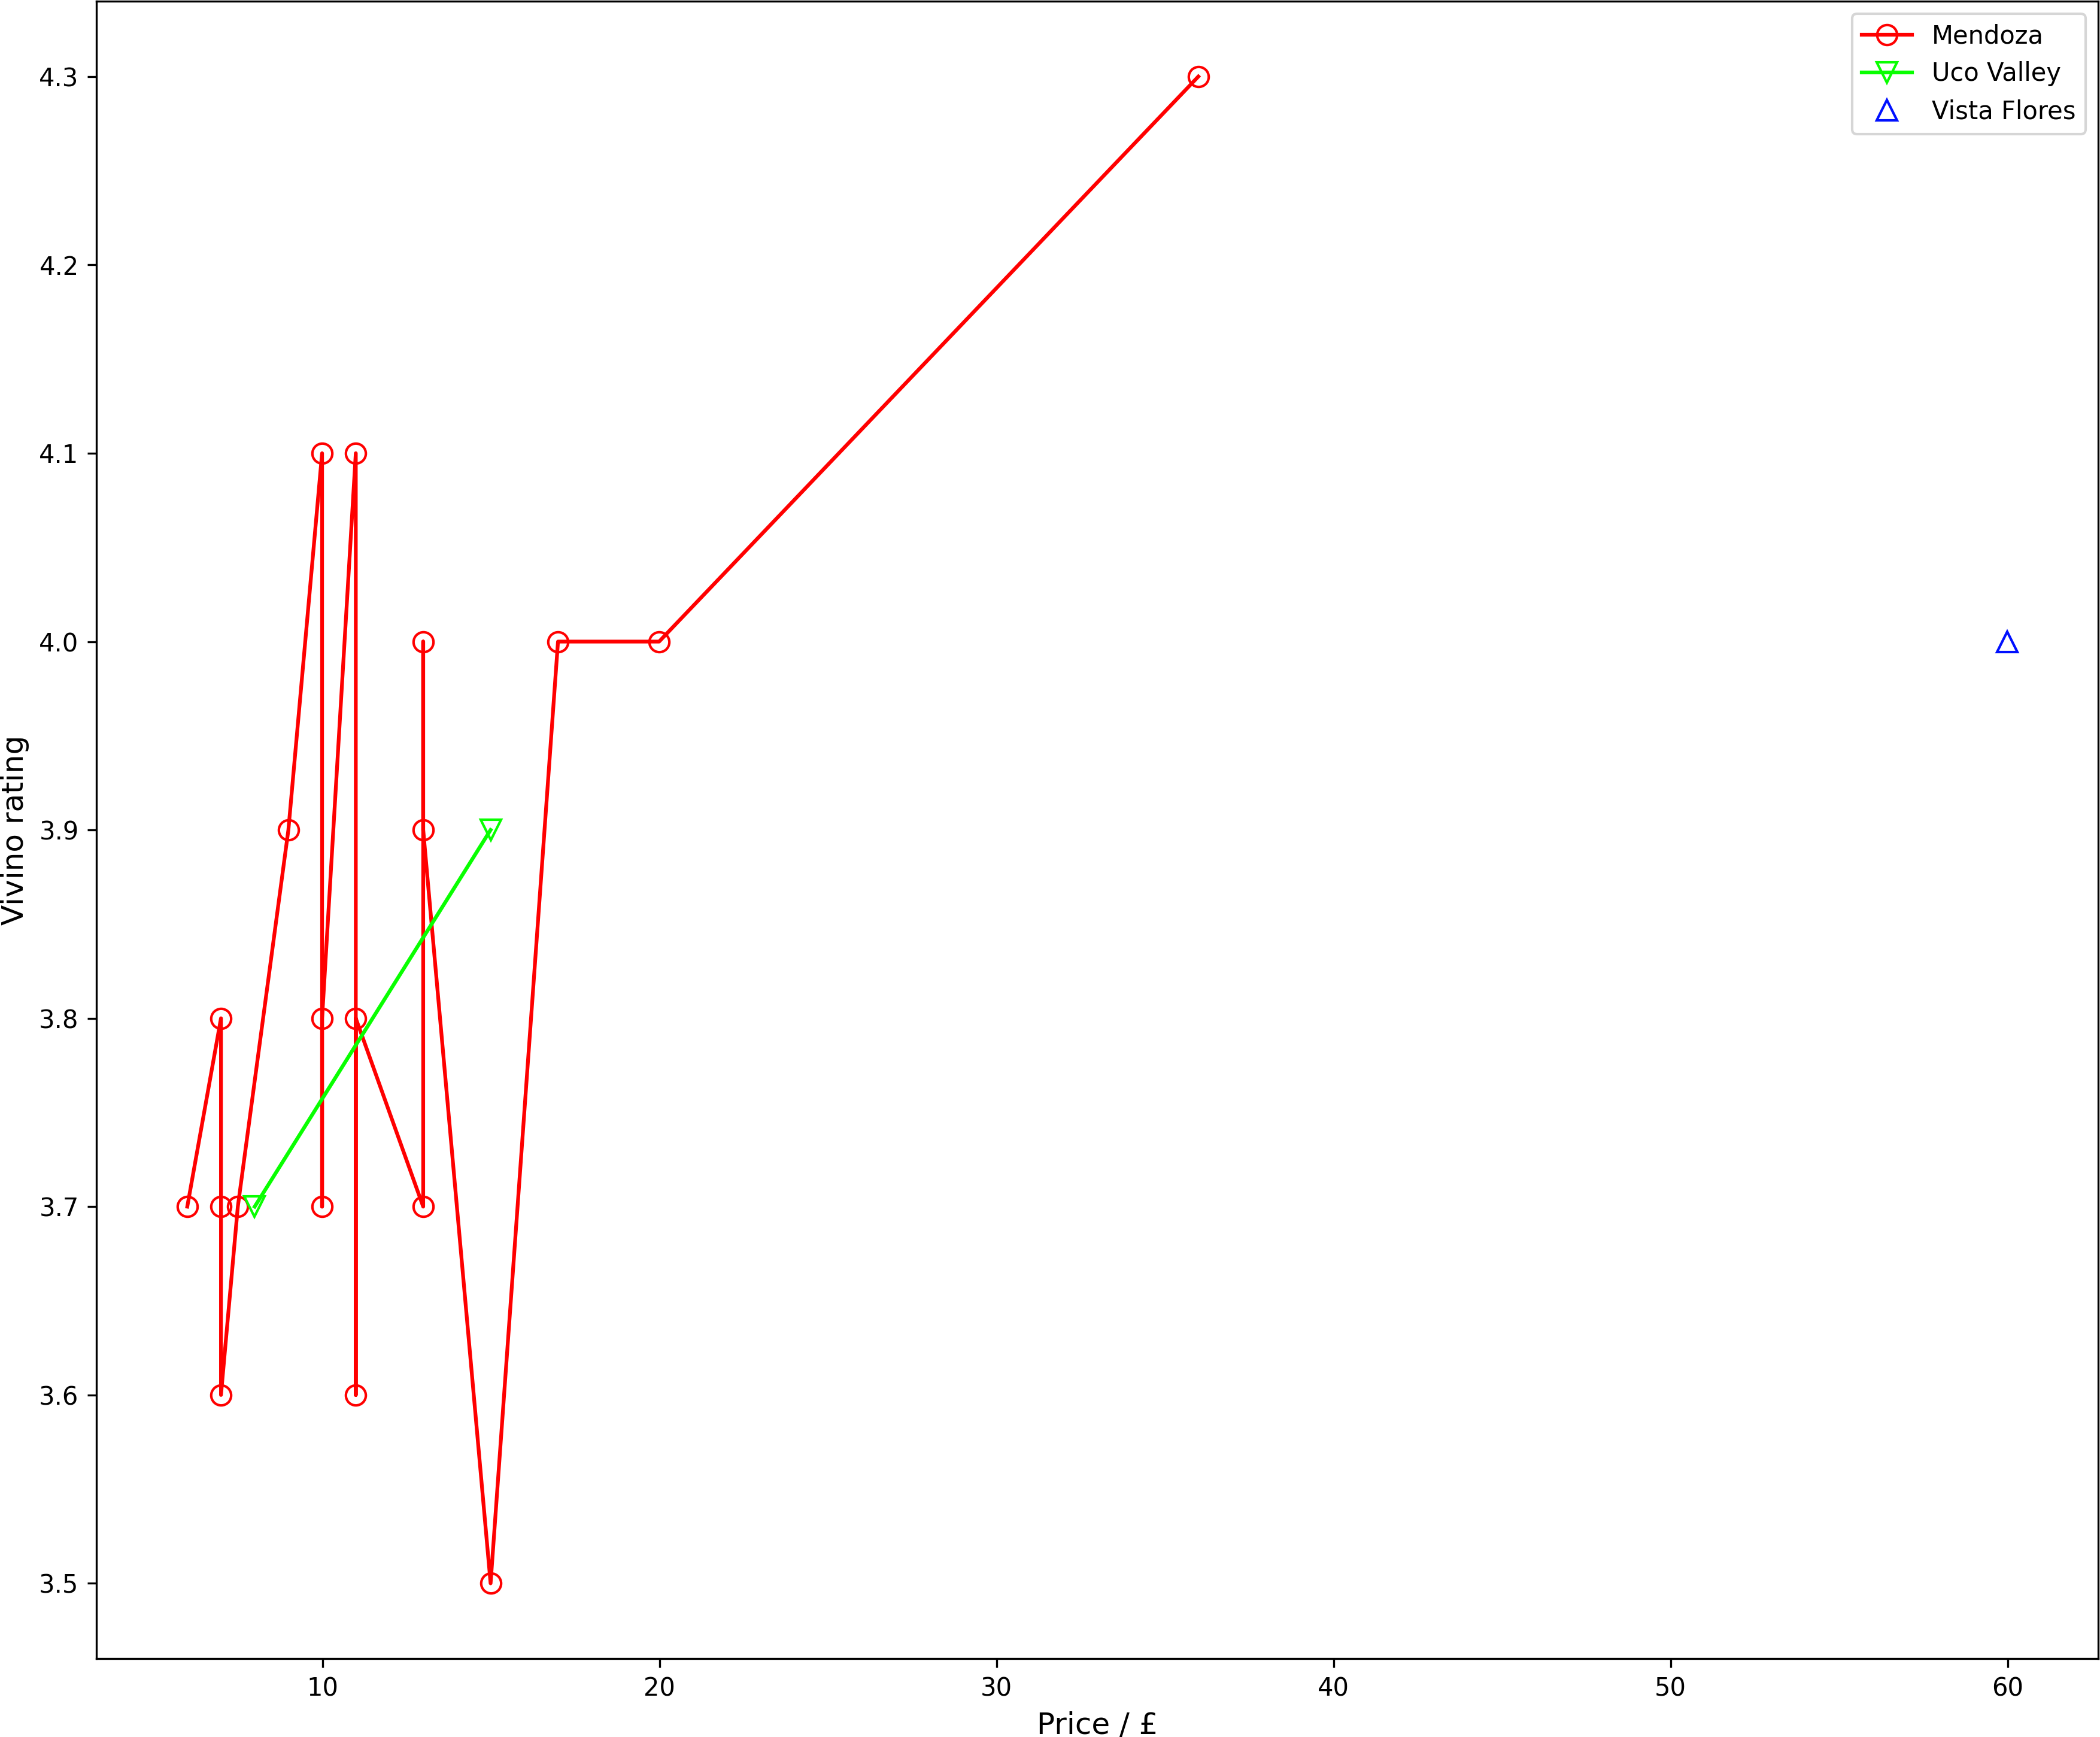 Mendoza
Uco Valley
Vista Flores
4.3
4.2
4.1
4.0
3.9
3.8
3.7
3.6
3.5
Vivino rating
10 20 30 40 50 60
Price / £